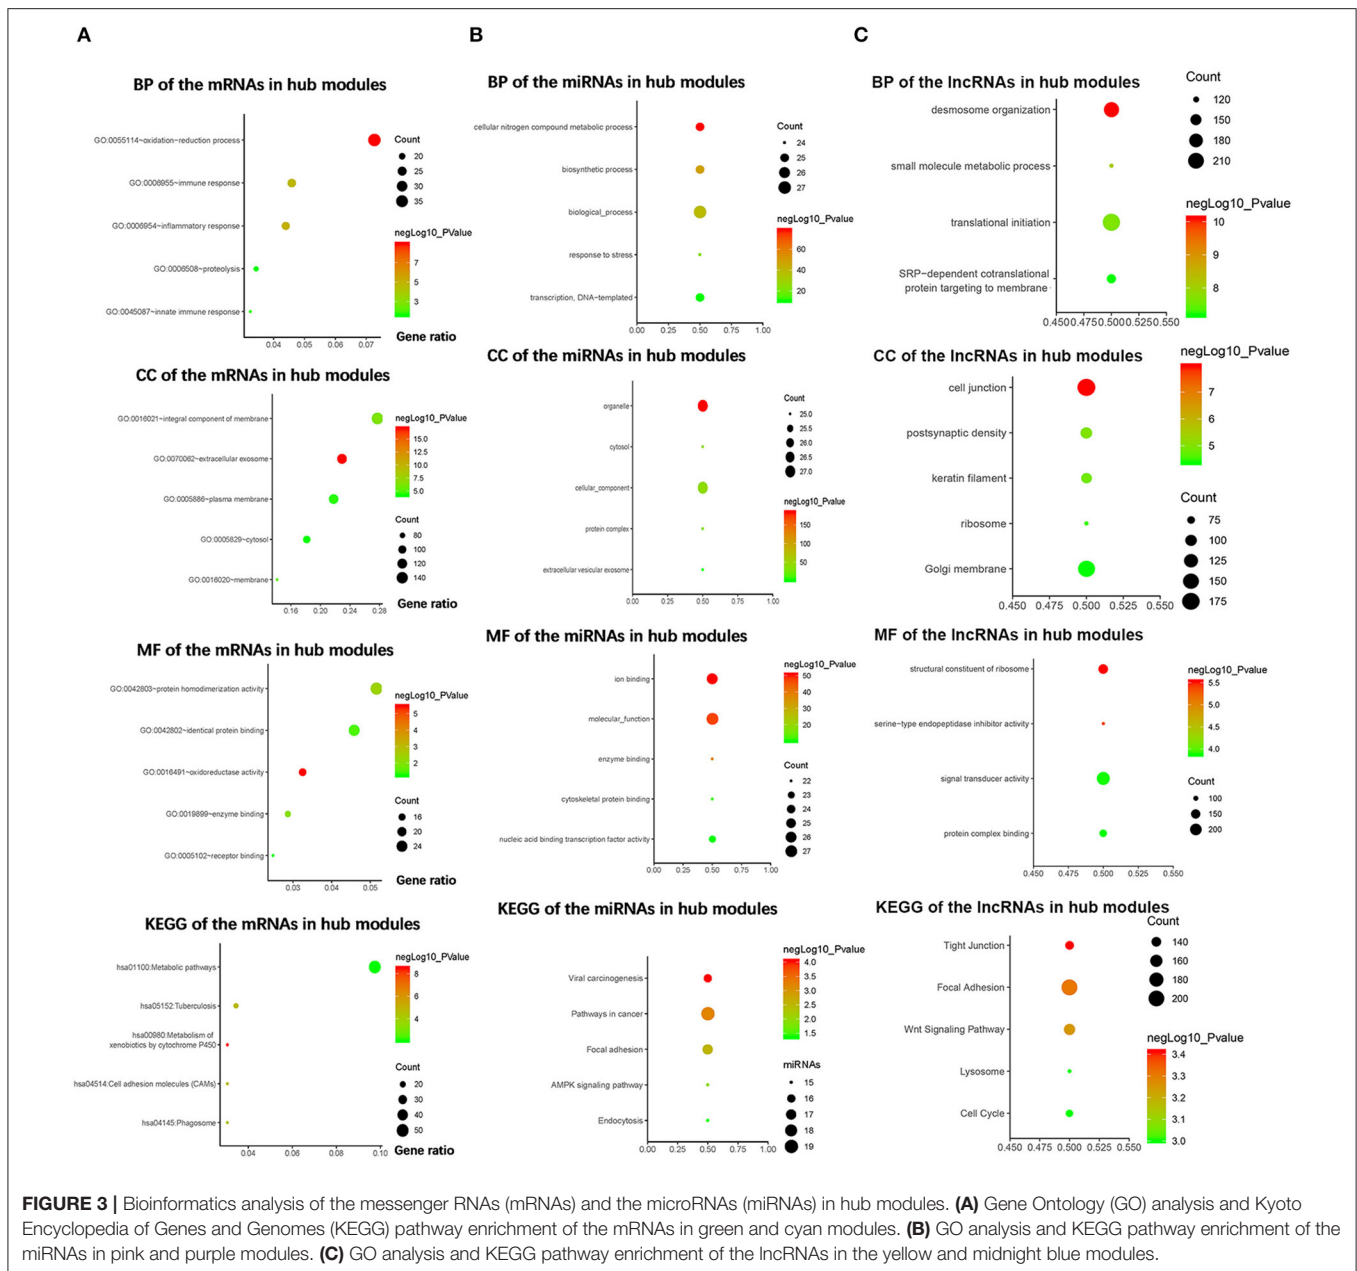 A
BP of the mRNAs in hub modules
GO:0055114~oxidation-reduction process
GO:0006955~immune response
GO:0006954~inflammatory response
GO:0006508~proteolysis
GO:0045087~innate immune response
0.04 0.05 0.06 0.07
Gene ratio
Count
20
25
30
35
negLog10_PValue
7
5
3
CC of the mRNAs in hub modules
GO:0016021~integral component of membrane
GO:0070062~extracellular exosome
GO:0005886~plasma membrane
GO:0005829~cytosol
GO:0016020~membrane
0.16 0.20 0.24 0.28
Gene ratio
negLog10_PValue
15.0
12.5
10.0
7.5
5.0
Count
80
100
120
140
MF of the mRNAs in hub modules
GO:0042803~protein homodimerization activity
GO:0042802~identical protein binding
GO:0016491~oxidoreductase activity
GO:0019899~enzyme binding
GO:0005102~receptor binding
0.03 0.04 0.05
Gene ratio
negLog10_PValue
5
4
3
2
Count
16
20
24
KEGG of the mRNAs in hub modules
hsa01100:Metabolic pathways
hsa05152:Tuberculosis
hsa00980:Metabolism of
xenobiotics by cytochrome P450
hsa04514:Cell adhesion molecules (CAMs)
hsa04145:Phagosome
0.04 0.06 0.08 0.10
Gene ratio
negLog10_PValue
8
6
4
Count
20
30
40
50
B
BP of the miRNAs in hub modules
cellular nitrogen compound metabolic process
biosynthetic process
biological_process
response to stress
transcription, DNA-templated
0.00 0.25 0.50 0.75 1.00
Count
24
25
26
27
negLog10_Pvalue
60
40
20
CC of the miRNAs in hub modules
organelle
cytosol
cellular_component
protein complex
extracellular vesicular exosome
0.00 0.25 0.50 0.75 1.00
Count
25.0
25.5
26.0
26.5
27.0
negLog10_Pvalue
150
100
50
MF of the miRNAs in hub modules
ion binding
molecular_function
enzyme binding
cytoskeletal protein binding
nucleic acid binding transcription factor activity
0.00 0.25 0.50 0.75 1.00
negLog10_Pvalue
50
40
30
20
Count
22
23
24
25
26
27
KEGG of the miRNAs in hub modules
Viral carcinogenesis
Pathways in cancer
Focal adhesion
AMPK signaling pathway
Endocytosis
0.00 0.25 0.50 0.75 1.00
negLog10_Pvalue
4.0
3.5
3.0
2.5
2.0
1.5
miRNAs
15
16
17
18
19
C
BP of the lncRNAs in hub modules
desmosome organization
small molecule metabolic process
translational initiation
SRP-dependent cotranslational
protein targeting to membrane
0.450 0.475 0.500 0.525 0.550
Count
120
150
180
210
negLog10_Pvalue
10
9
8
CC of the lncRNAs in hub modules
cell junction
postsynaptic density
keratin filament
ribosome
Golgi membrane
0.450 0.475 0.500 0.525 0.550
negLog10_Pvalue
7
6
5
Count
75
100
125
150
175
MF of the lncRNAs in hub modules
structural constituent of ribosome
serine-type endopeptidase inhibitor activity
signal transducer activity
protein complex binding
0.450 0.475 0.500 0.525 0.550
negLog10_Pvalue
5.5
5.0
4.5
4.0
Count
100
150
200
KEGG of the lncRNAs in hub modules
Tight Junction
Focal Adhesion
Wnt Signaling Pathway
Lysosome
Cell Cycle
0.450 0.475 0.500 0.525 0.550
Count
140
160
180
200
negLog10_Pvalue
3.4
3.3
3.2
3.1
3.0
FIGURE 3 | Bioinformatics analysis of the messenger RNAs (mRNAs) and the microRNAs (miRNAs) in hub modules. (A) Gene Ontology (GO) analysis and Kyoto
Encyclopedia of Genes and Genomes (KEGG) pathway enrichment of the mRNAs in green and cyan modules. (B) GO analysis and KEGG pathway enrichment of the
miRNAs in pink and purple modules. (C) GO analysis and KEGG pathway enrichment of the lncRNAs in the yellow and midnight blue modules.